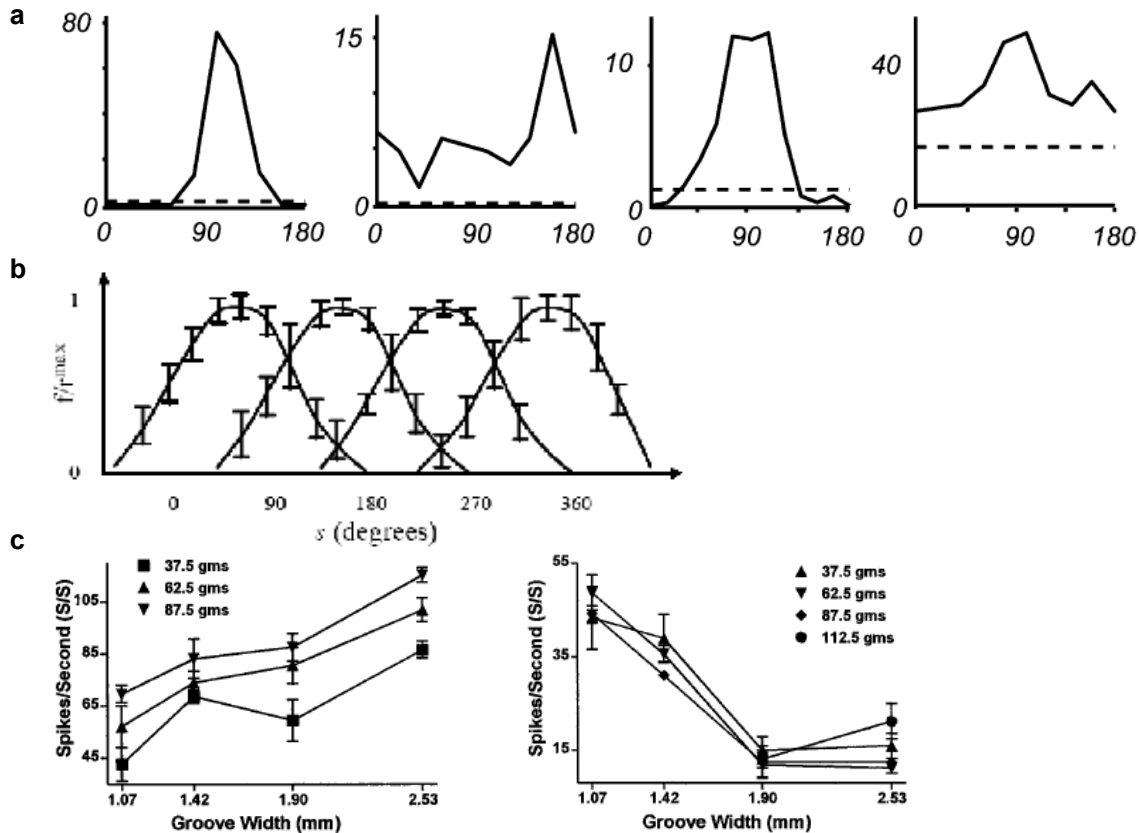 a
80
0
0 90 180
15
0
0 90 180
10
0
0 90 180
40
0
0 90 180
b
1
f/r max
0
0 90 180 270 360
s (degrees)
c
Spikes/Second (S/S)
105
85
65
45
37.5 gms
62.5 gms
87.5 gms
1.07 1.42 1.90 2.53
Groove Width (mm)
Spikes/Second (S/S)
55
35
15
37.5 gms
62.5 gms
87.5 gms
112.5 gms
1.07 1.42 1.90 2.53
Groove Width (mm)